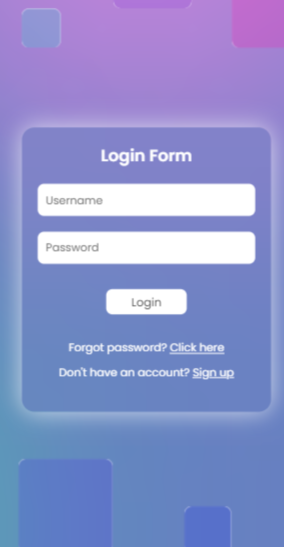 Login Form
Username
Password
Login
Forgot password? Click here
Don't have an account? Sign up